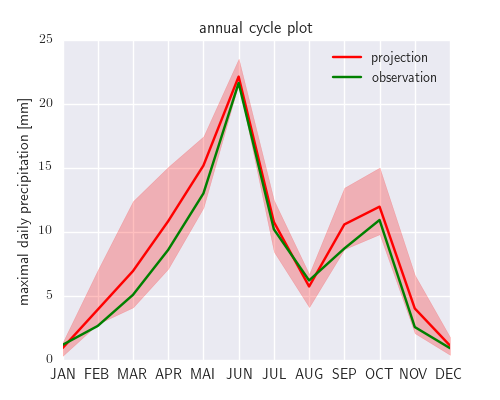 annual cycle plot
projection
observation
maximal daily precipitation [mm]
25
20
15
10
5
0
JAN FEB MAR APR MAI JUN JUL AUG SEP OCT NOV DEC